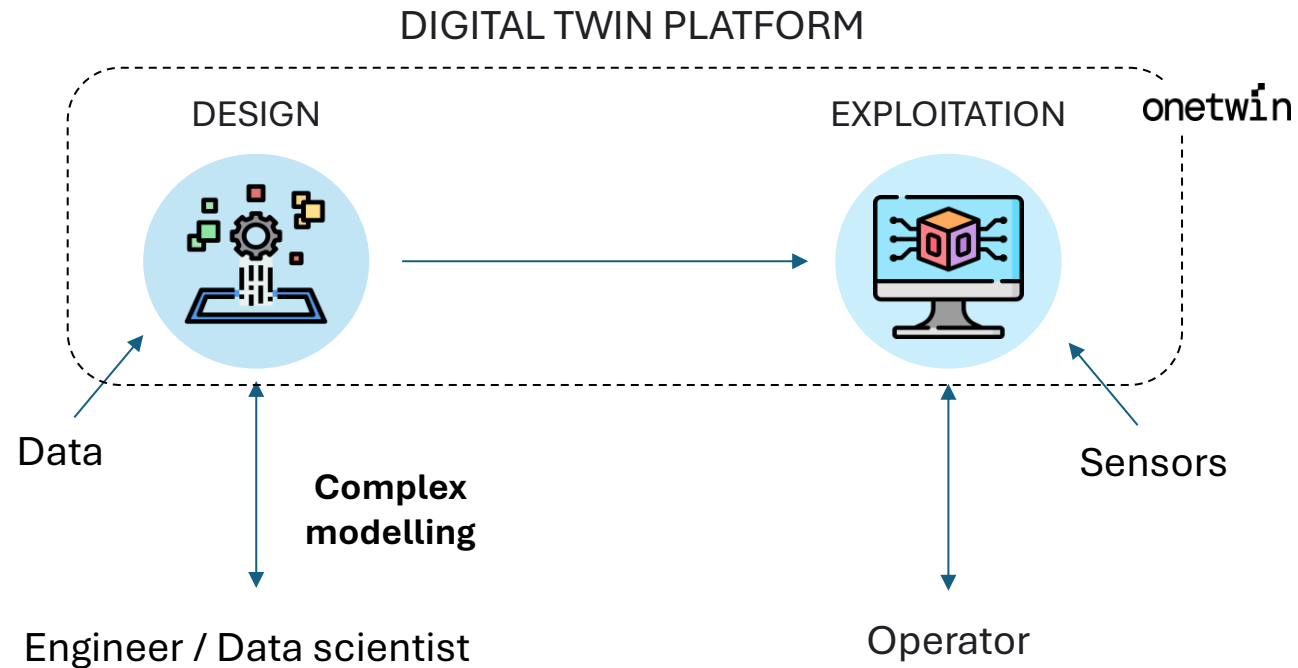 DIGITAL TWIN PLATFORM
DESIGN
EXPLOITATION
onetwin
Data
Sensors
Complex
modelling
Engineer / Data scientist
Operator